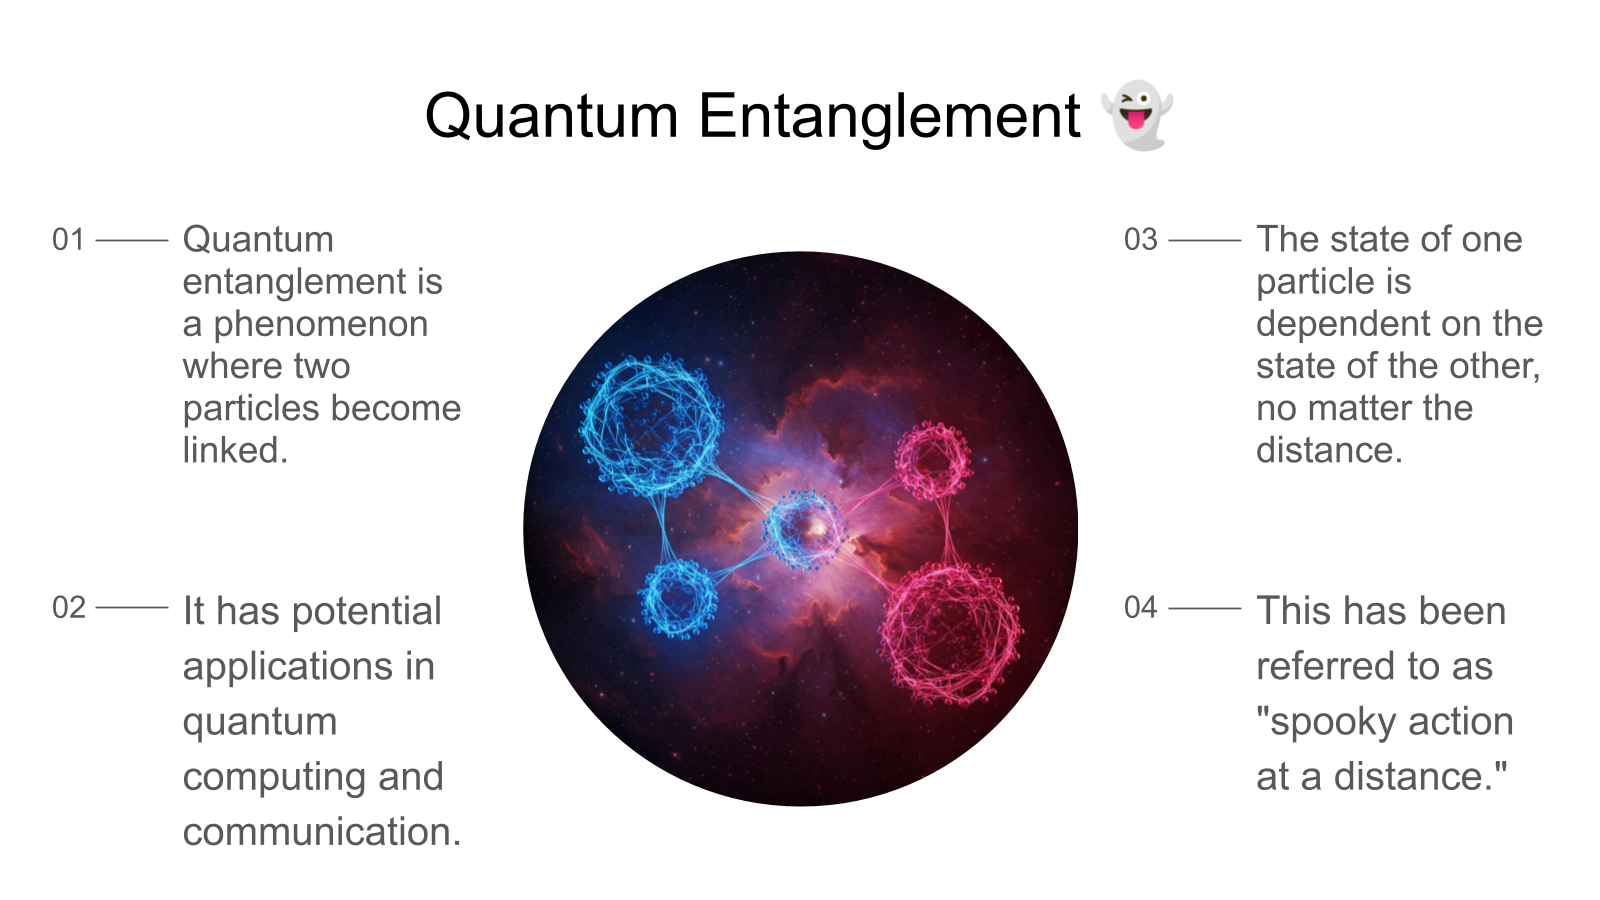 Quantum Entanglement 👻
01
Quantum
entanglement is
a phenomenon
where two
particles become
linked.
02
It has potential
applications in
quantum
computing and
communication.
03
The state of one
particle is
dependent on the
state of the other,
no matter the
distance.
04
This has been
referred to as
"spooky action
at a distance."